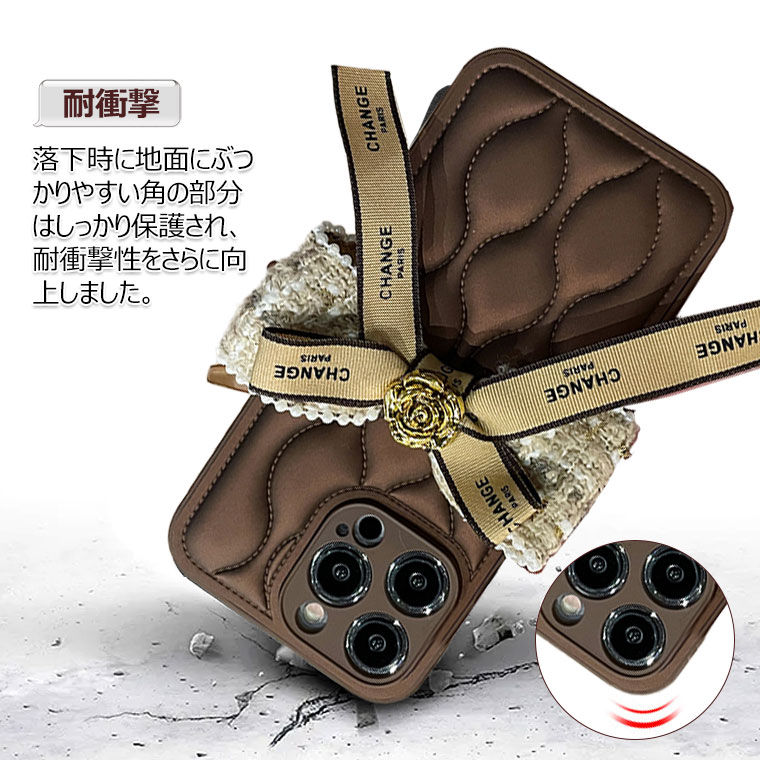 耐衝撃
落下時に地面にぶつ
かりやすい角の部分
はしっかり保護され、
耐衝撃性をさらに向
上しました。
CHANGE
PARIS
CHANGE
PARIS
CHANGE
PARIS
CHANGE
PARIS
CHANGE
PARIS
CHANGE
PARIS